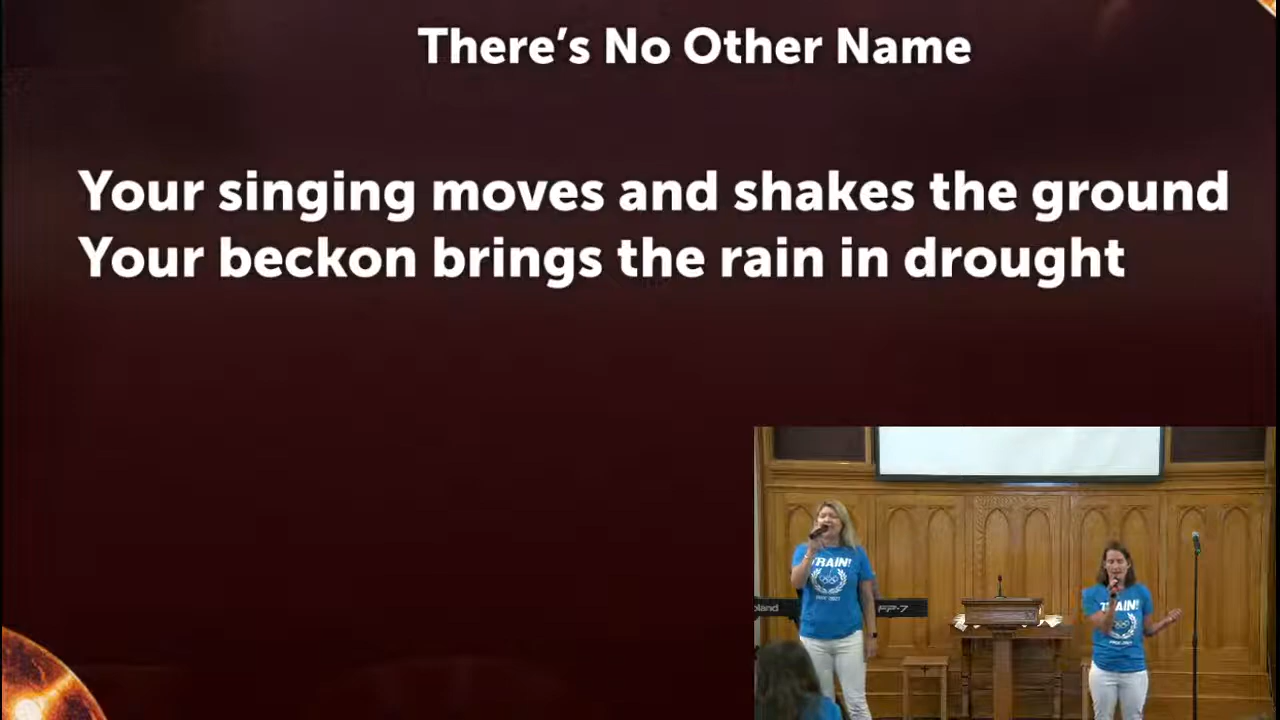 There's No Other Name
Your singing moves and shakes the ground
Your beckon brings the rain in drought
TRAIN!
TRAIN!
FP-7